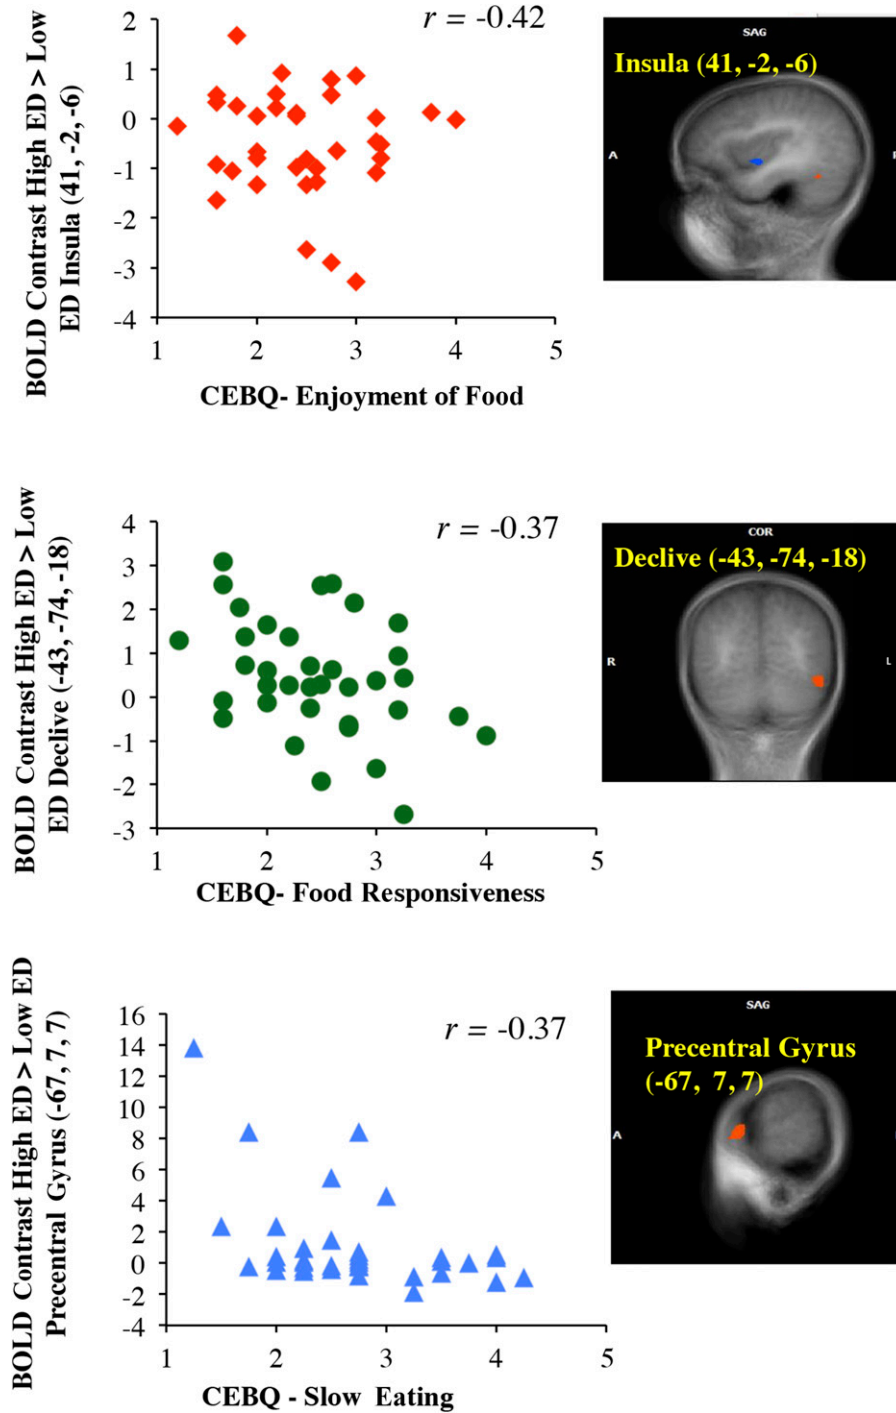 BOLD Contrast High ED > Low
ED Insula (41, -2, -6)
2
1
0
-1
-2
-3
-4
1
2
3
4
5
r = -0.42
CEBQ- Enjoyment of Food
SAG
Insula (41, -2, -6)
A
BOLD Contrast High ED > Low
ED Declive (-43, -74, -18)
4
3
2
1
0
-1
-2
-3
1
2
3
4
5
r = -0.37
CEBQ- Food Responsiveness
COR
Declive (-43, -74, -18)
R
L
BOLD Contrast High ED > Low ED
Precentral Gyrus (-67, 7, 7)
16
14
12
10
8
6
4
2
0
-2
-4
1
2
3
4
5
r = -0.37
CEBQ - Slow Eating
SAG
Precentral Gyrus
(-67, 7, 7)
A